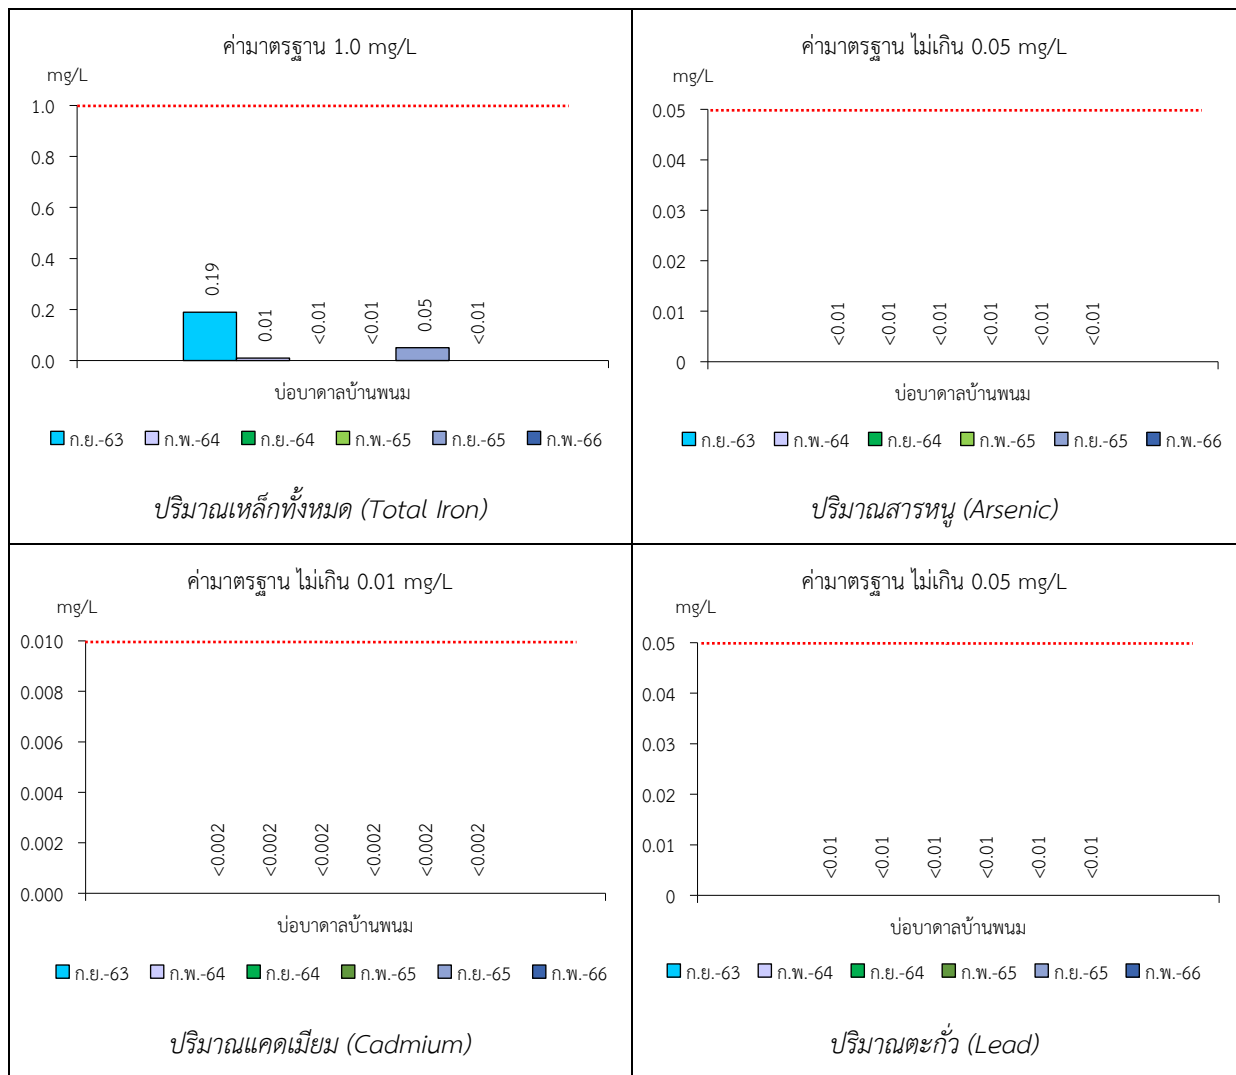 ค่ามาตรฐาน 1.0 mg/L
mg/L
1.0
0.8
0.6
0.4
0.2
0.0
0.19
0.01
<0.01
<0.01
0.05
<0.01
บ่อบาดาลบ้านพนม
ก.ย.-63 ก.พ.-64 ก.ย.-64 ก.พ.-65 ก.ย.-65 ก.พ.-66
ปริมาณเหล็กทั้งหมด (Total Iron)
ค่ามาตรฐาน ไม่เกิน 0.05 mg/L
mg/L
0.05
0.04
0.03
0.02
0.01
0
<0.01
<0.01
<0.01
<0.01
<0.01
<0.01
บ่อบาดาลบ้านพนม
ก.ย.-63 ก.พ.-64 ก.ย.-64 ก.พ.-65 ก.ย.-65 ก.พ.-66
ปริมาณสารหนู (Arsenic)
ค่ามาตรฐาน ไม่เกิน 0.01 mg/L
mg/L
0.010
0.008
0.006
0.004
0.002
0.000
<0.002
<0.002
<0.002
<0.002
<0.002
<0.002
บ่อบาดาลบ้านพนม
ก.ย.-63 ก.พ.-64 ก.ย.-64 ก.พ.-65 ก.ย.-65 ก.พ.-66
ปริมาณแคดเมียม (Cadmium)
ค่ามาตรฐาน ไม่เกิน 0.05 mg/L
mg/L
0.05
0.04
0.03
0.02
0.01
0
<0.01
<0.01
<0.01
<0.01
<0.01
<0.01
บ่อบาดาลบ้านพนม
ก.ย.-63 ก.พ.-64 ก.ย.-64 ก.พ.-65 ก.ย.-65 ก.พ.-66
ปริมาณตะกั่ว (Lead)